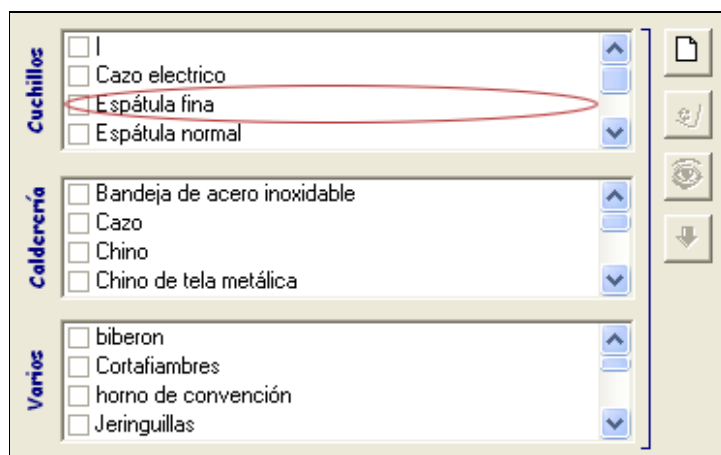 Cuchillos
l
Cazo electrico
Espátula fina
Espátula normal
Calderería
Bandeja de acero inoxidable
Cazo
Chino
Chino de tela metálica
Varios
biberon
Cortafiambres
horno de convención
Jeringuillas